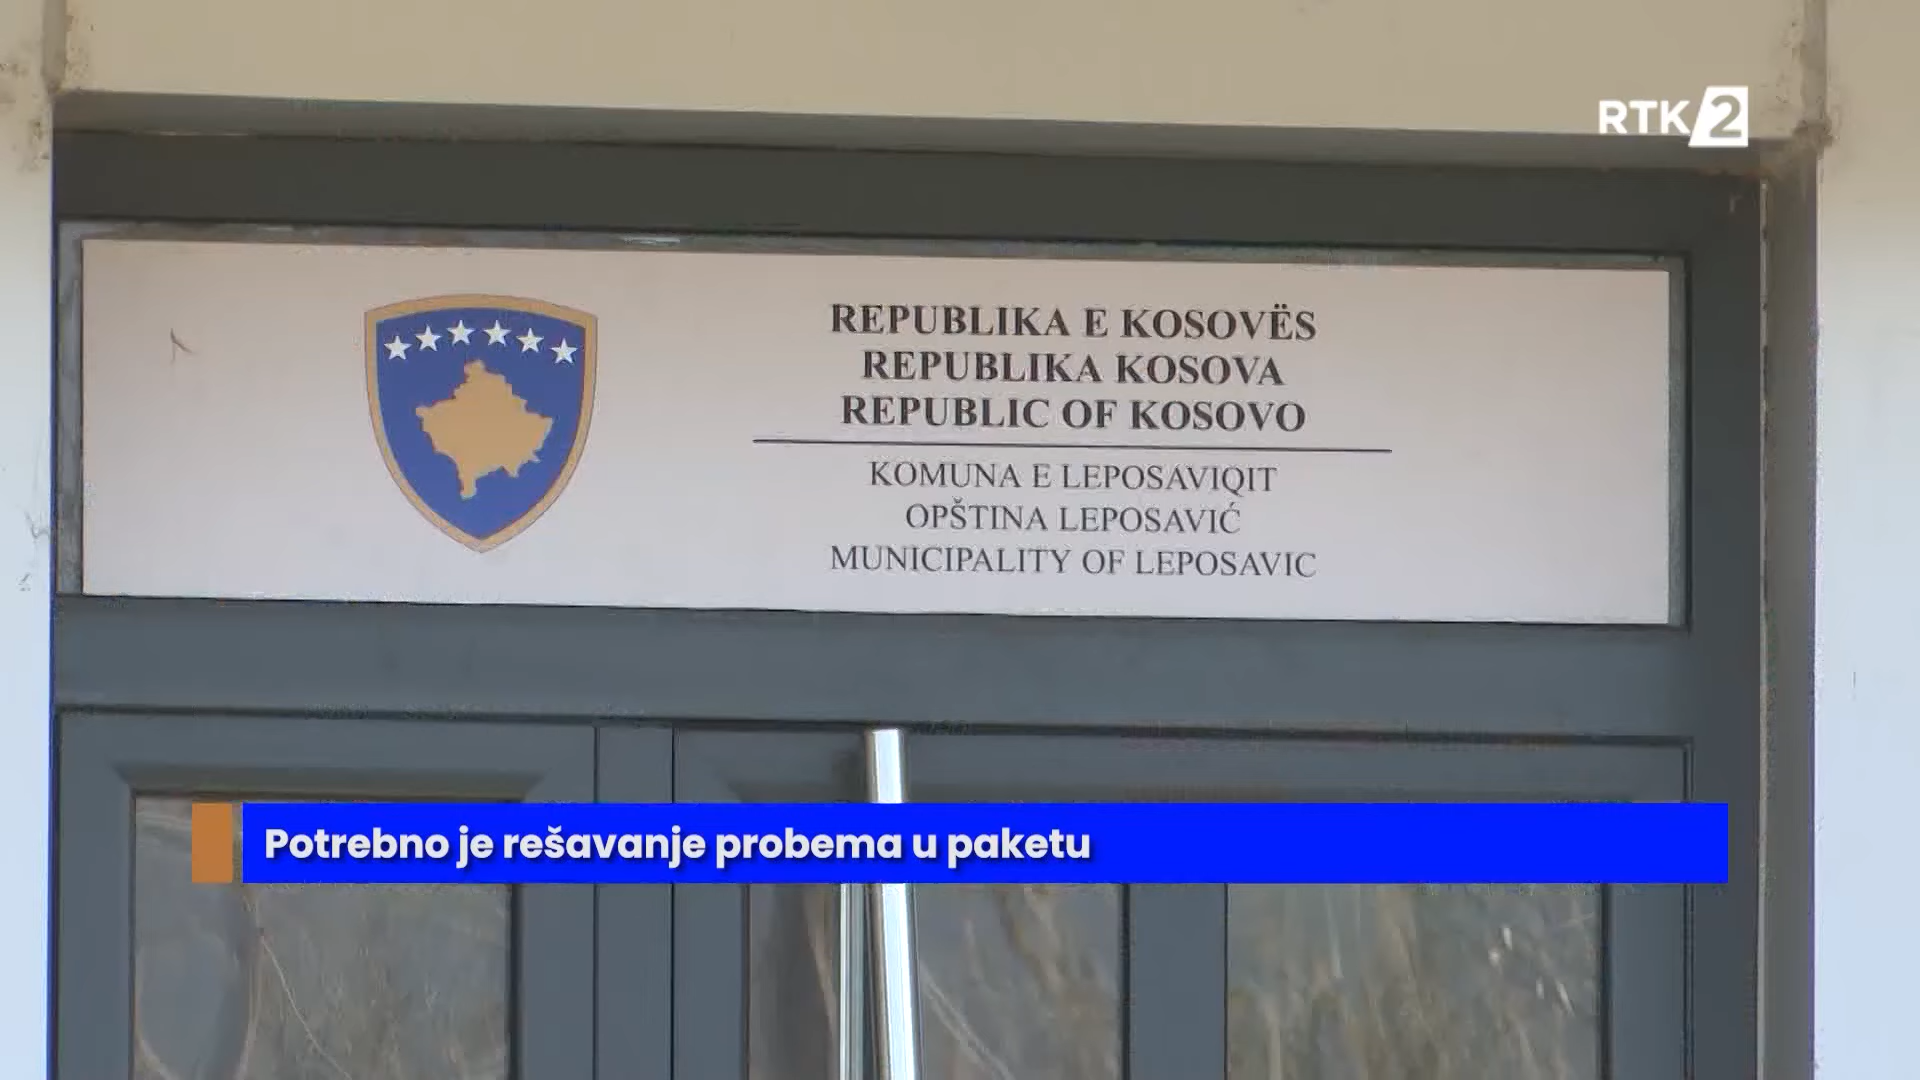 RTK 2
REPUBLIKA E KOSOVËS
REPUBLIKA KOSOVA
REPUBLIC OF KOSOVO
KOMUNA E LEPOSAVIQIT
OPŠTINA LEPOSAVIĆ
MUNICIPALITY OF LEPOSAVIC
Potrebno je rešavanje probema u paketu